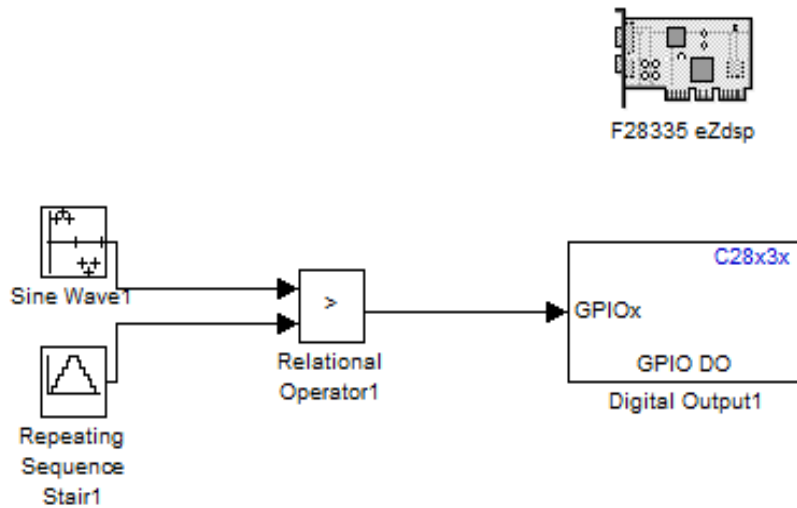 F28335 eZdsp
Sine Wave1
>
Relational
Operator1
Repeating
Sequence
Stair1
C28x3x
GPIOx
GPIO DO
Digital Output1